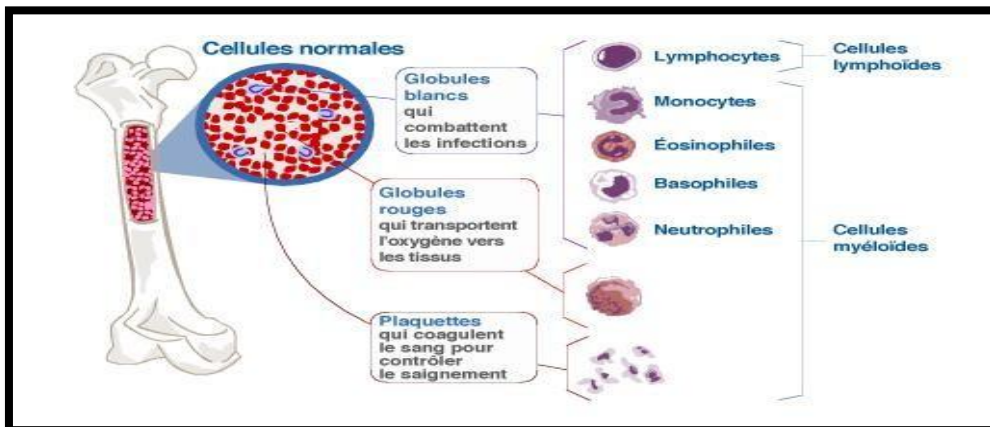 Cellules normales
Globules
blancs
qui
combattent
les infections
Globules
rouges
qui transportent
l'oxygène vers
les tissus
Plaquettes
qui coagulent
le sang pour
contrôler
le saignement
Lymphocytes
Monocytes
Éosinophiles
Basophiles
Neutrophiles
Cellules
lymphoïdes
Cellules
myéloïdes